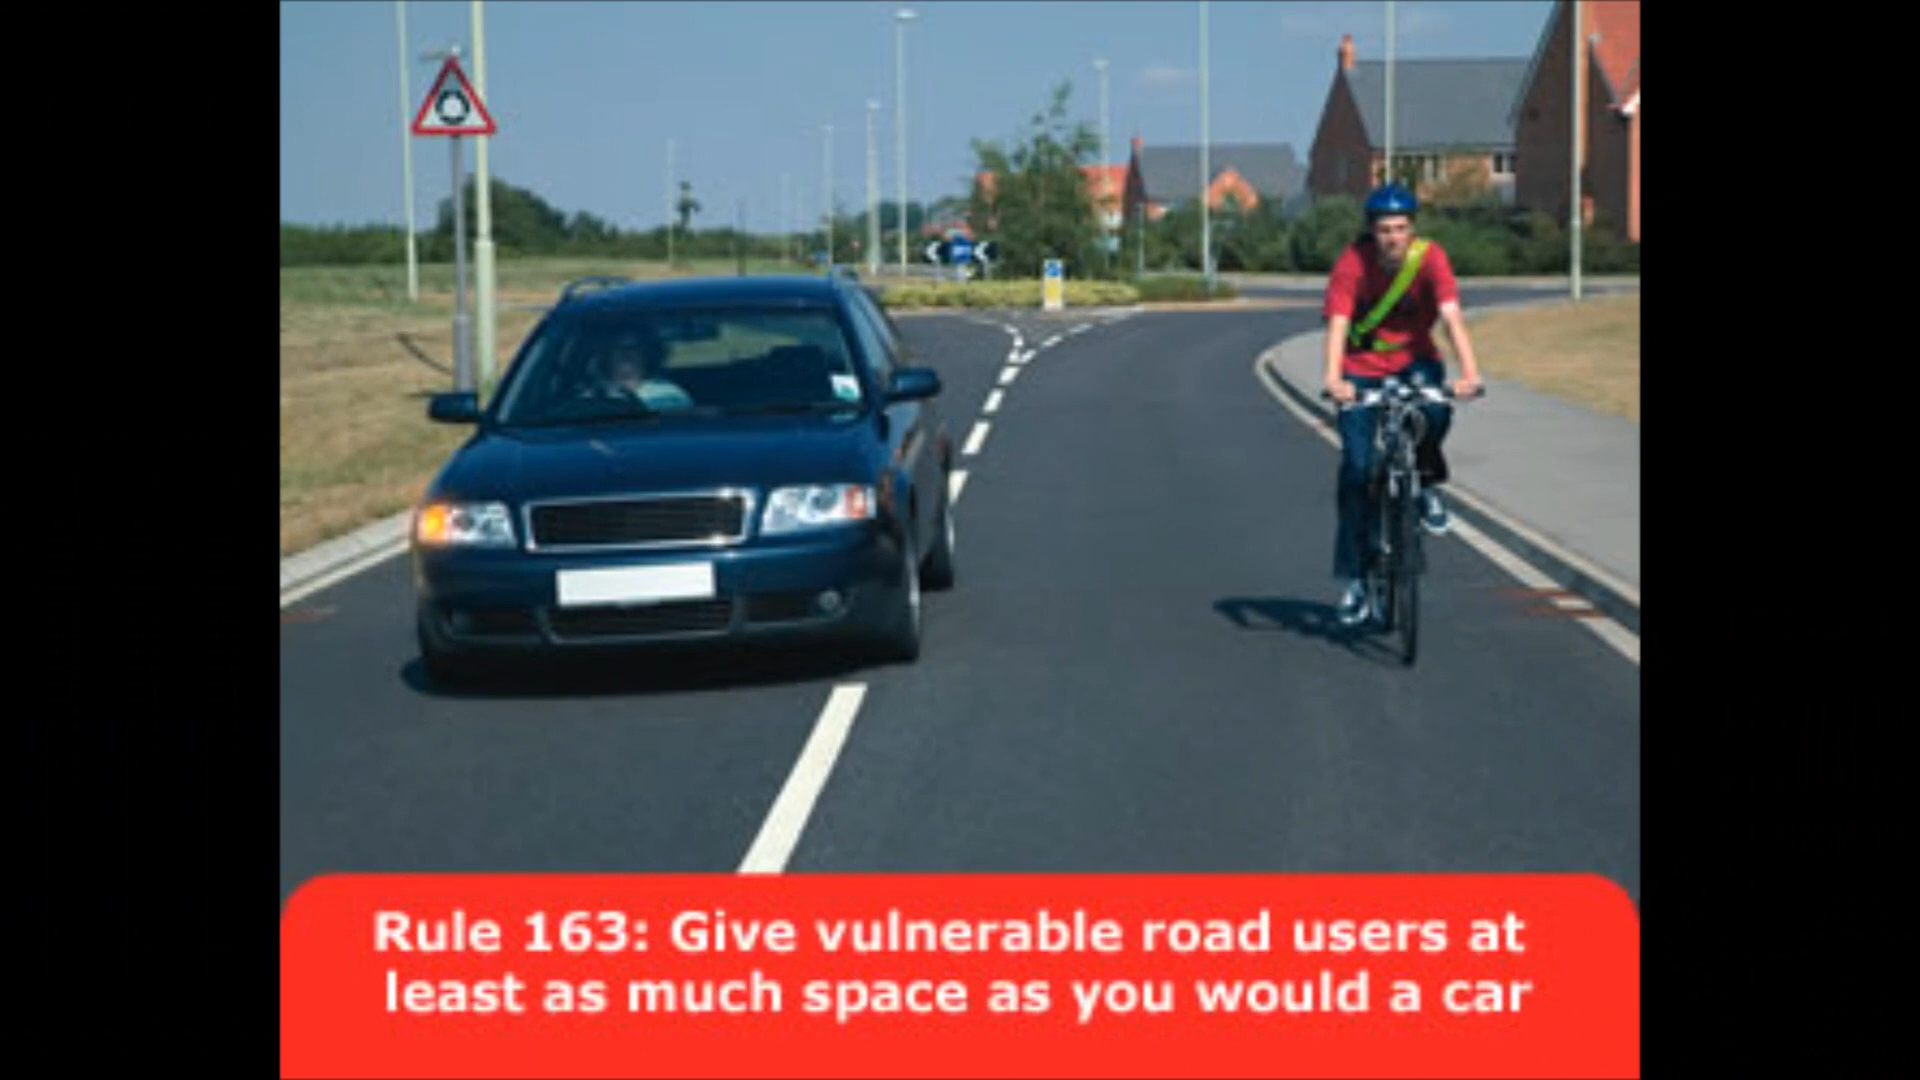 Rule 163: Give vulnerable road users at
least as much space as you would a car